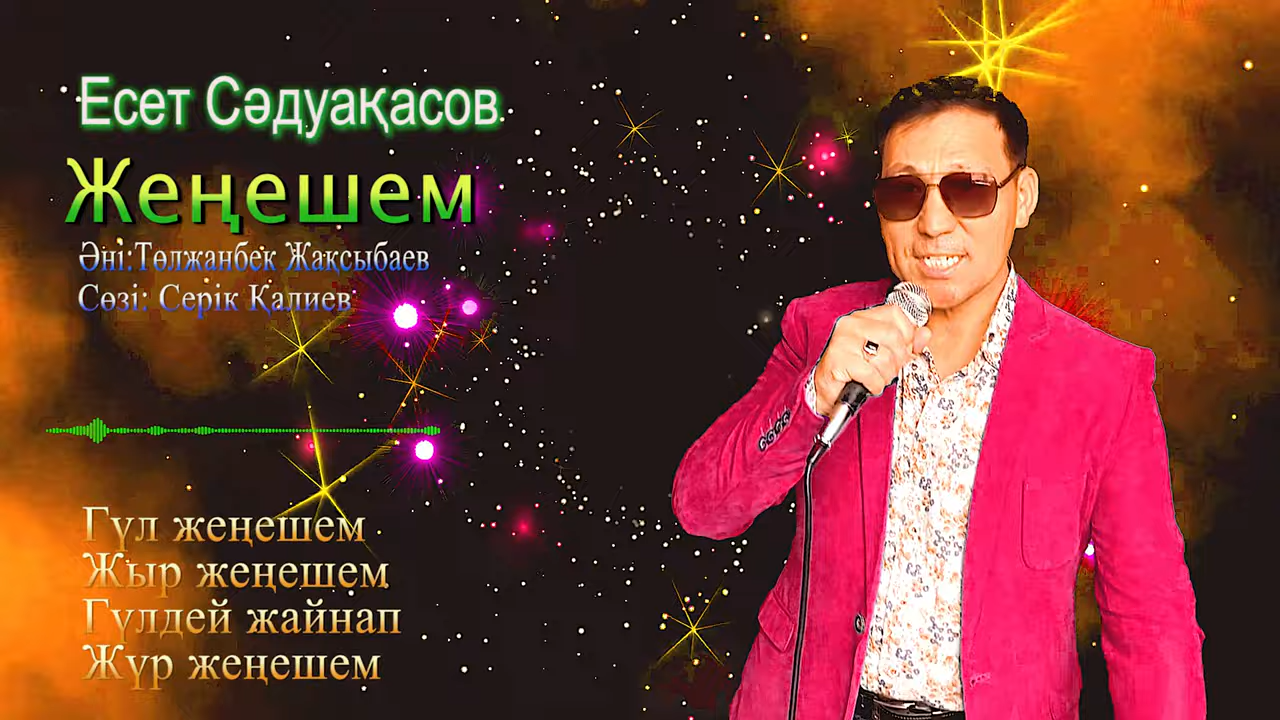 Есет Сәдуақасов
Жеңешем
Әні:Төлжанбек Жақсыбаев
Сөзі: Серік Қалиев
Гүл жеңешем
Жыр жеңешем
Гүлдей жайнап
Жүр жеңешем